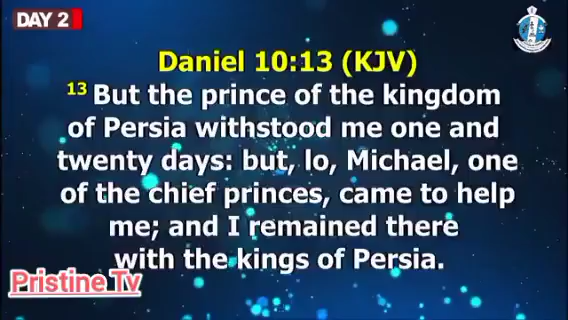 DAY 2
Daniel 10:13 (KJV)
13 But the prince of the kingdom
of Persia withstood me one and
twenty days: but, lo, Michael, one
of the chief princes, came to help
me; and I remained there
with the kings of Persia.
Pristine Tv